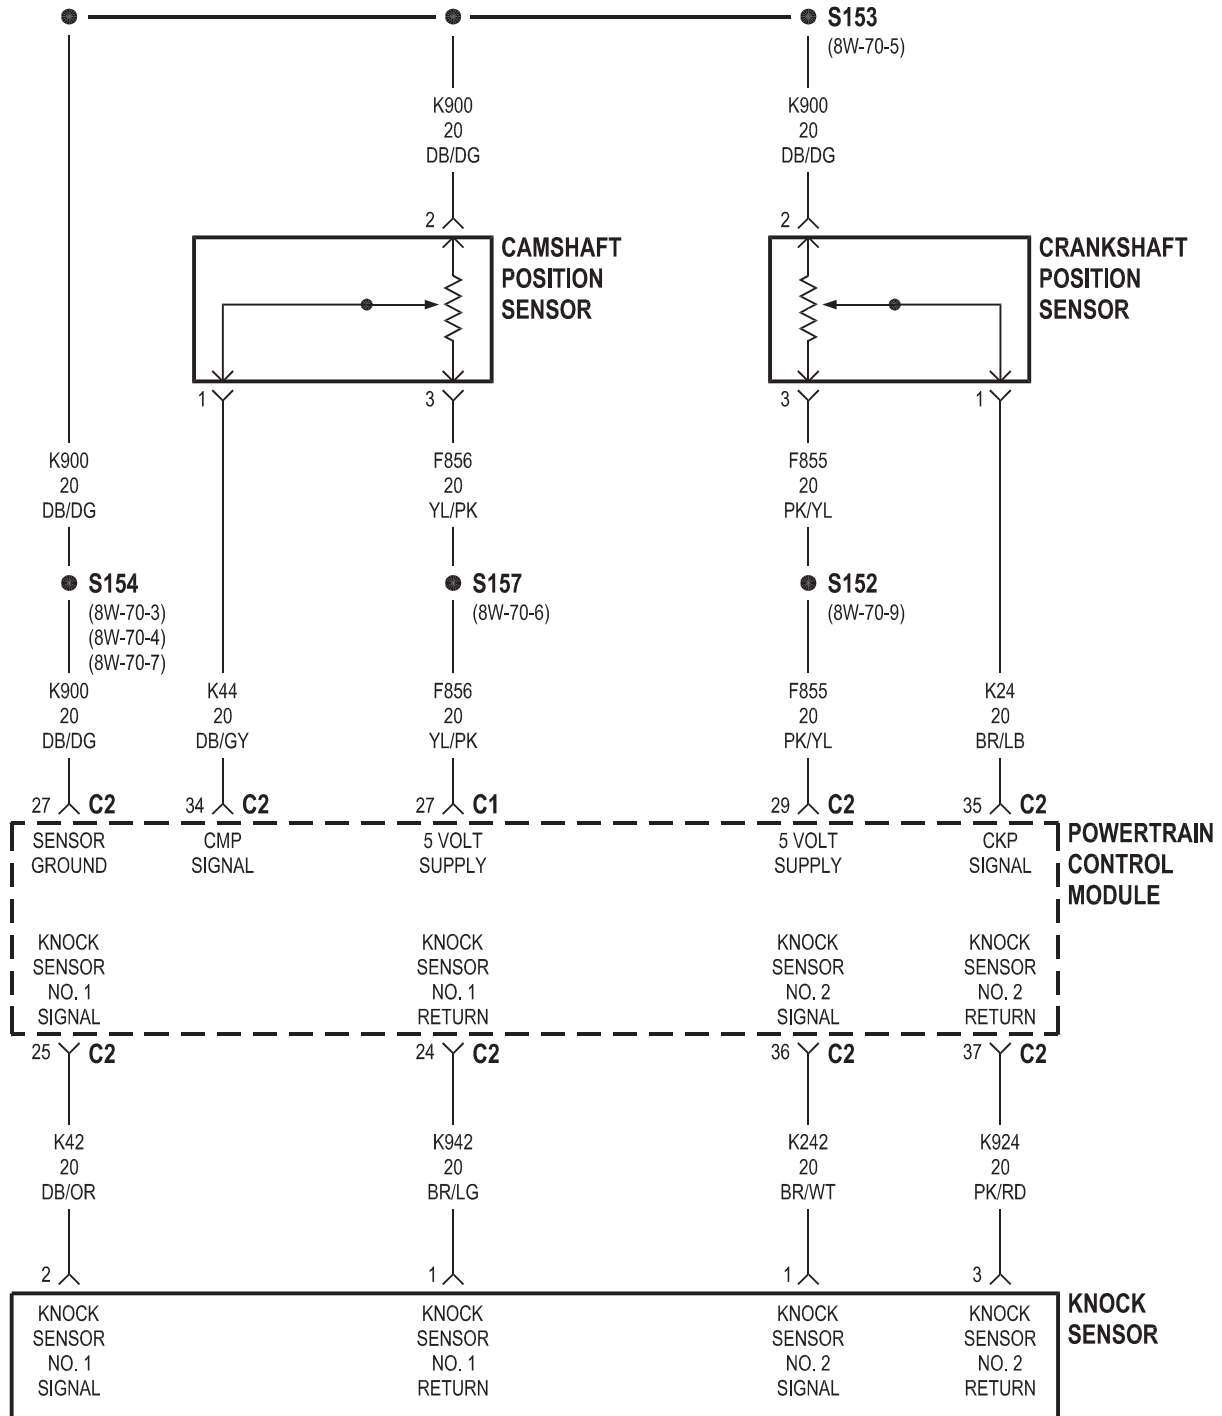 S153
(8W-70-5)
K900
20
DB/DG
K900
20
DB/DG
2
2
CAMSHAFT
POSITION
SENSOR
CRANKSHAFT
POSITION
SENSOR
1
3
3
1
K900
20
DB/DG
F856
20
YL/PK
F855
20
PK/YL
S154
(8W-70-3)
(8W-70-4)
(8W-70-7)
S157
(8W-70-6)
S152
(8W-70-9)
K900
20
DB/DG
K44
20
DB/GY
F856
20
YL/PK
F855
20
PK/YL
K24
20
BR/LB
27 C2
34 C2
27 C1
29 C2
35 C2
SENSOR
GROUND
CMP
SIGNAL
5 VOLT
SUPPLY
5 VOLT
SUPPLY
CKP
SIGNAL
POWERTRAIN
CONTROL
MODULE
KNOCK
SENSOR
NO. 1
SIGNAL
KNOCK
SENSOR
NO. 1
RETURN
KNOCK
SENSOR
NO. 2
SIGNAL
KNOCK
SENSOR
NO. 2
RETURN
25 C2
24 C2
36 C2
37 C2
K42
20
DB/OR
K942
20
BR/LG
K242
20
BR/WT
K924
20
PK/RD
2
1
1
3
KNOCK
SENSOR
NO. 1
SIGNAL
KNOCK
SENSOR
NO. 1
RETURN
KNOCK
SENSOR
NO. 2
SIGNAL
KNOCK
SENSOR
NO. 2
RETURN
KNOCK
SENSOR